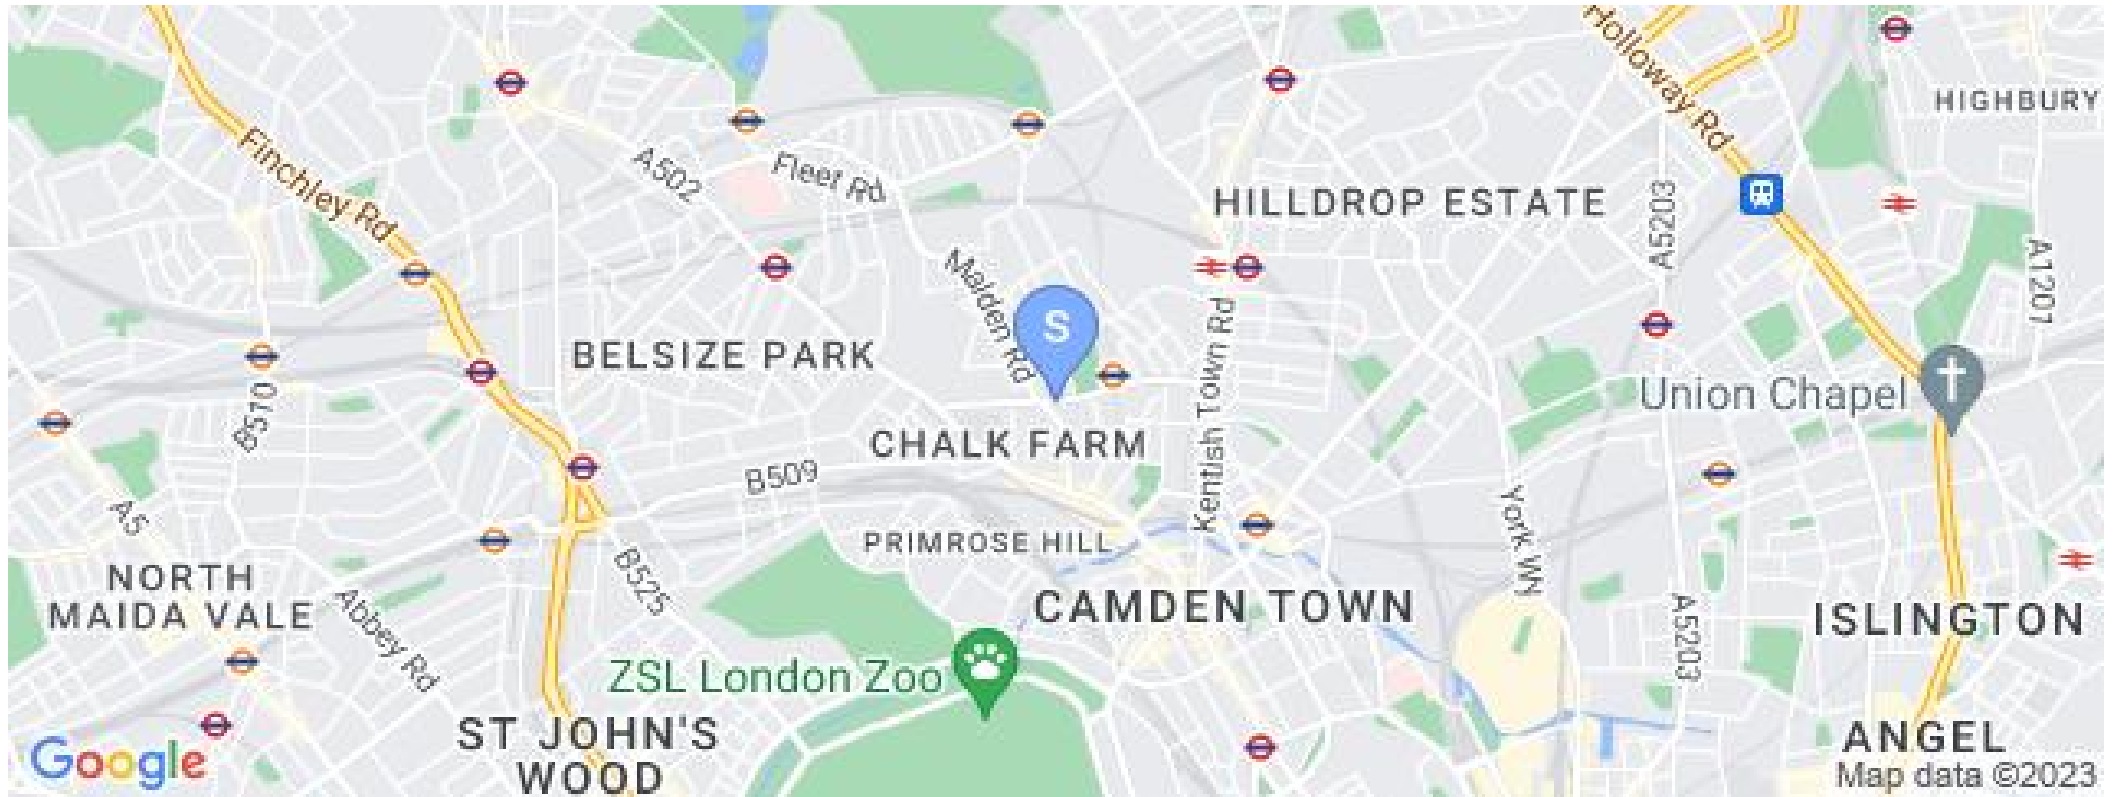 Holloway Rd
HIGHBURY
Finchley Rd
A502
Fleet Rd
HILLDROP ESTATE
A5203
A1201
Malden Rd
S
Kentish Town Rd
BELSIZE PARK
Union Chapel
B510
CHALK FARM
B509
A5
York Wy
PRIMROSE HILL
B525
NORTH
MAIDA VALE
Abbey Rd
CAMDEN TOWN
A5203
ISLINGTON
ZSL London Zoo
ST JOHN'S
WOOD
ANGEL
Google
Map data ©2023